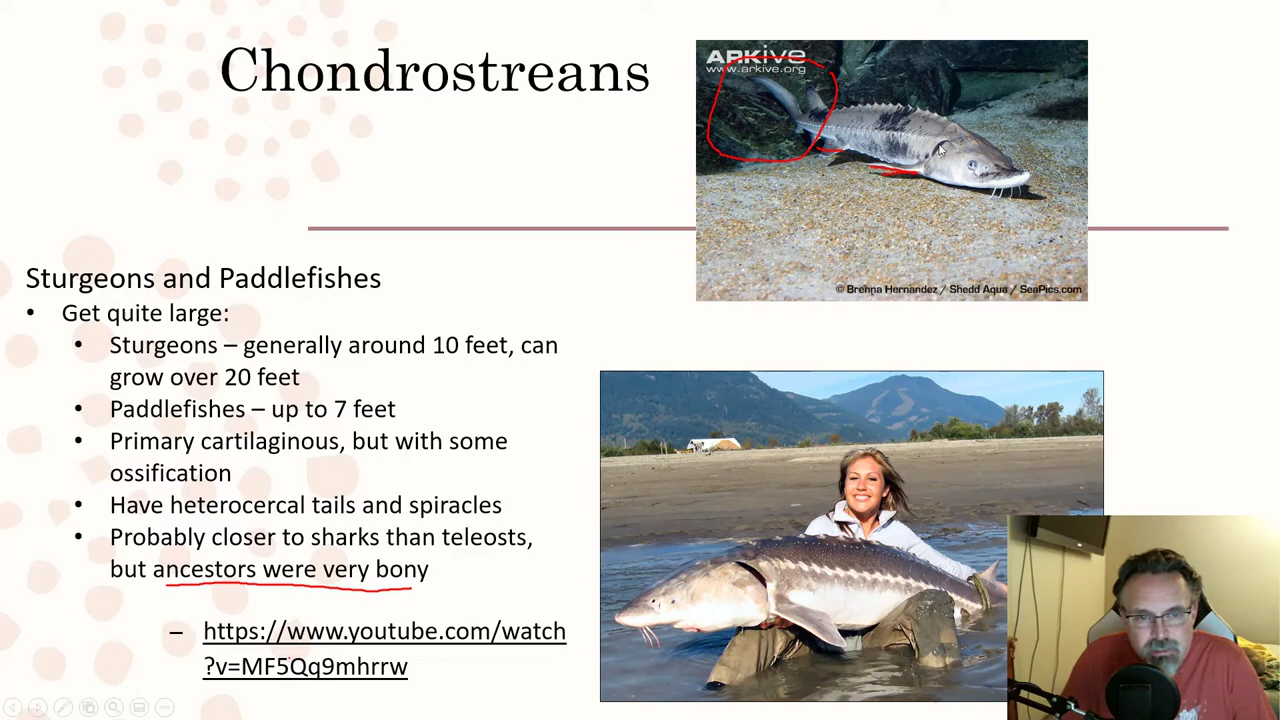 Chondrostreans
ARKive
www.arkive.org
© Brenna Hernandez / Shedd Aqua / SeaPics.com
Sturgeons and Paddlefishes
• Get quite large:
• Sturgeons – generally around 10 feet, can
grow over 20 feet
• Paddlefishes – up to 7 feet
• Primary cartilaginous, but with some
ossification
• Have heterocercal tails and spiracles
• Probably closer to sharks than teleosts,
but ancestors were very bony
– https://www.youtube.com/watch
?v=MF5Qq9mhrrw